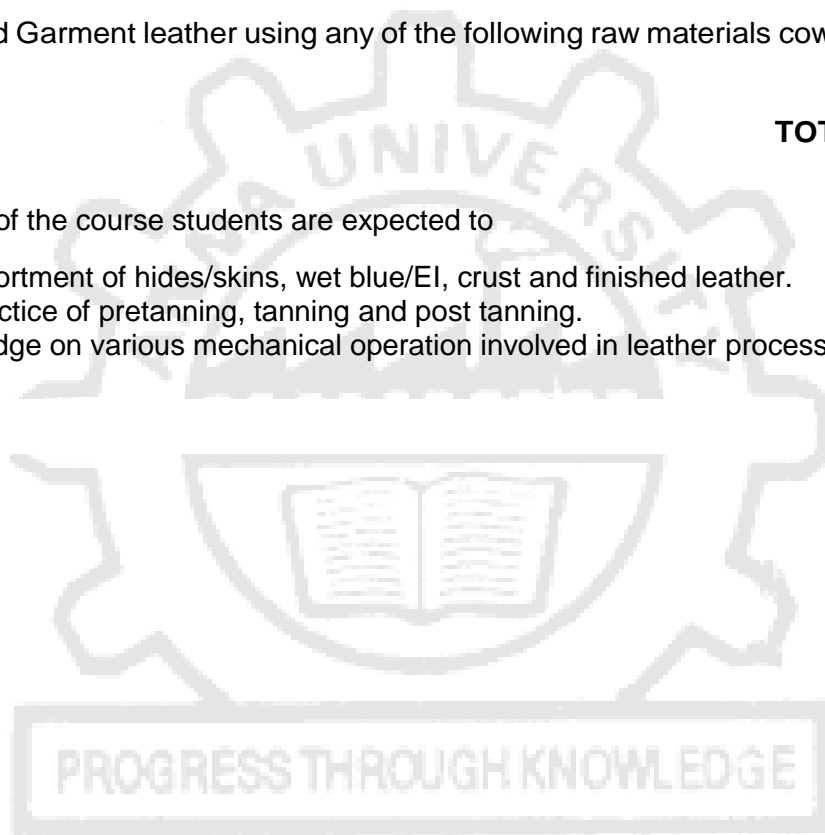 d Garment leather using any of the following raw materials cow
TOT
of the course students are expected to
ortment of hides/skins, wet blue/EI, crust and finished leather.
ctice of pretanning, tanning and post tanning.
dge on various mechanical operation involved in leather process
ANNA UNIVERSITY
PROGRESS THROUGH KNOWLEDGE